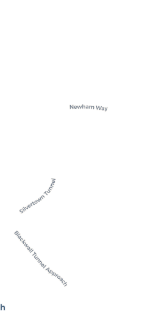 Newham Way
Silvertown Tunnel
Blackwall Tunnel Approach
h